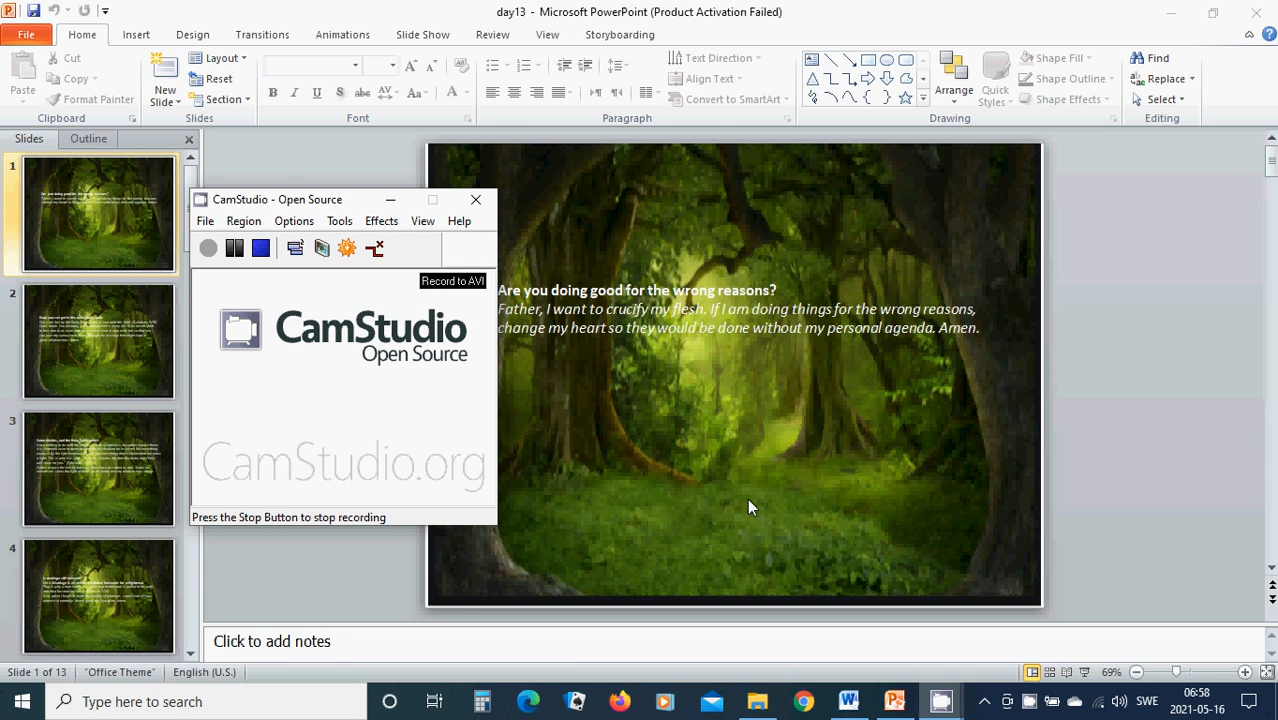 day13 - Microsoft PowerPoint (Product Activation Failed)
File Home Insert Design Transitions Animations Slide Show Review View Storyboarding
Paste
Cut
Copy
Format Painter
Clipboard
New
Slide
Layout
Reset
Section
Slides
B I U S abc AV Aa A
Font
Text Direction
Align Text
Convert to SmartArt
Paragraph
Arrange
Quick
Styles
Shape Fill
Shape Outline
Shape Effects
Drawing
Find
Replace
Select
Editing
Slides Outline
1
2
3
4
CamStudio - Open Source
File Region Options Tools Effects View Help
Record to AVI
CamStudio
Open Source
CamStudio.org
Press the Stop Button to stop recording
Are you doing good for the wrong reasons?
Father, I want to crucify my flesh. If I am doing things for the wrong reasons,
change my heart so they would be done without my personal agenda. Amen.
Click to add notes
Slide 1 of 13 "Office Theme" English (U.S.) 69%
Type here to search
SWE
06:58
2021-05-16